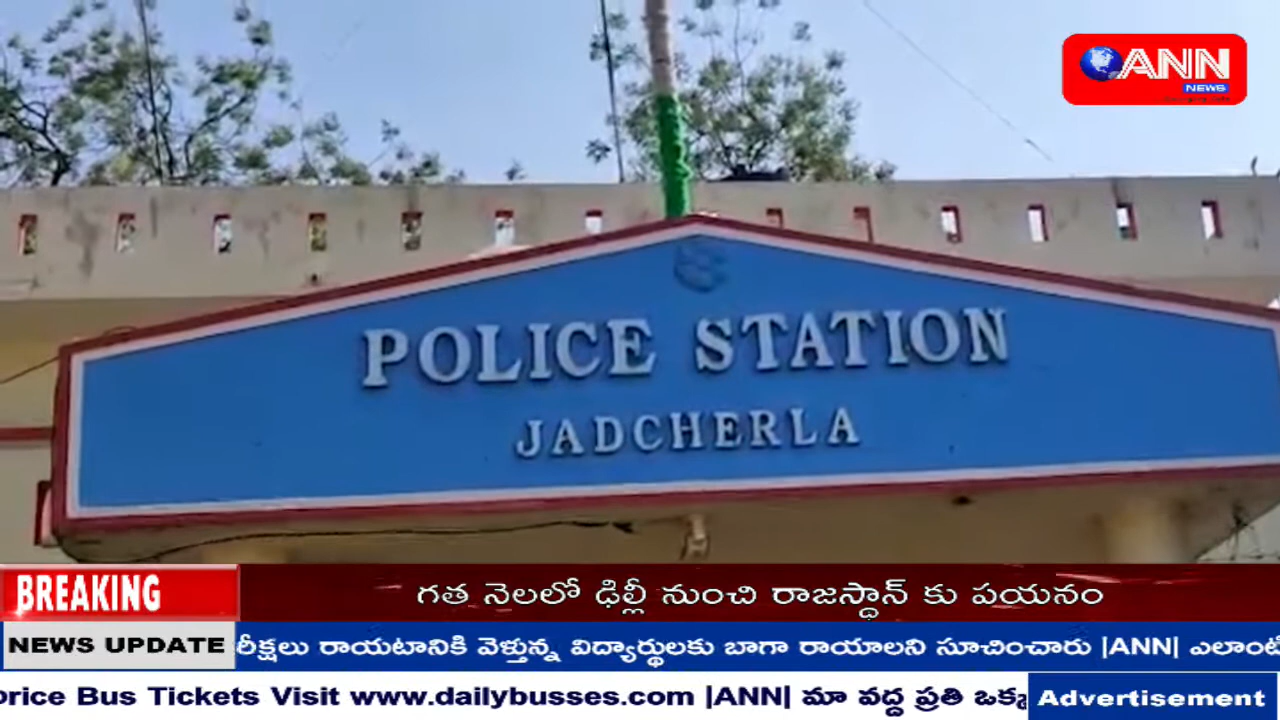 ANN
NEWS
POLICE STATION
JADCHERLA
BREAKING
గత నెలలో ఢిల్లీ నుంచి రాజస్థాన్ కు పయనం
NEWS UPDATE
రీక్షలు రాయటానికి వెళ్తున్న విద్యార్థులకు బాగా రాయాలని సూచించారు |ANN| ఎలాంటి
price Bus Tickets Visit www.dailybusses.com |ANN| మా వద్ద ప్రతి ఒక్క
Advertisement